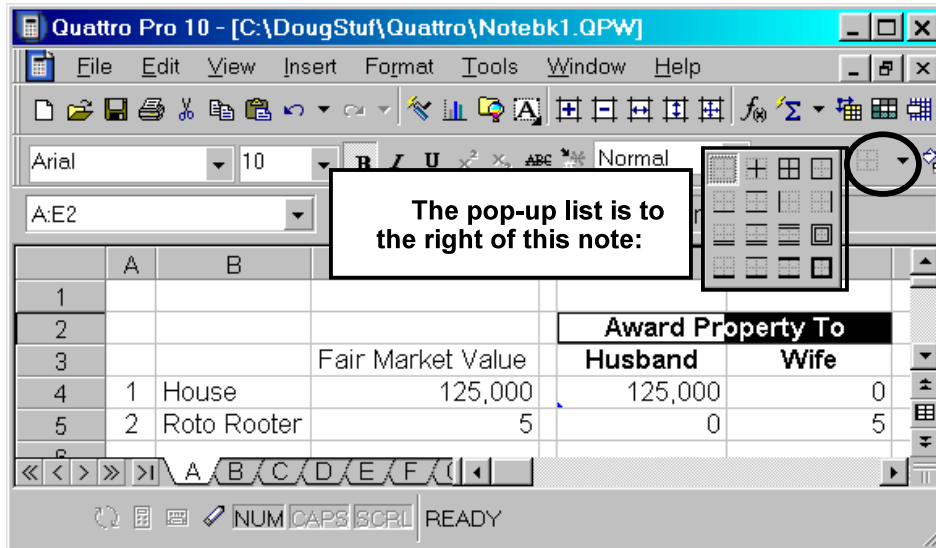 Quattro Pro 10 - [C:\DougStuf\Quattro\Notebk1.QPW]
File Edit View Insert Format Tools Window Help
Arial 10 B I U x² x₂ ABC Normal
A:E2
The pop-up list is to
the right of this note:
A B
1
2 Award Property To
3 Fair Market Value Husband Wife
4 1 House 125,000 125,000 0
5 2 Roto Rooter 5 0 5
A B C D E F
NUM CAPS SCRL READY